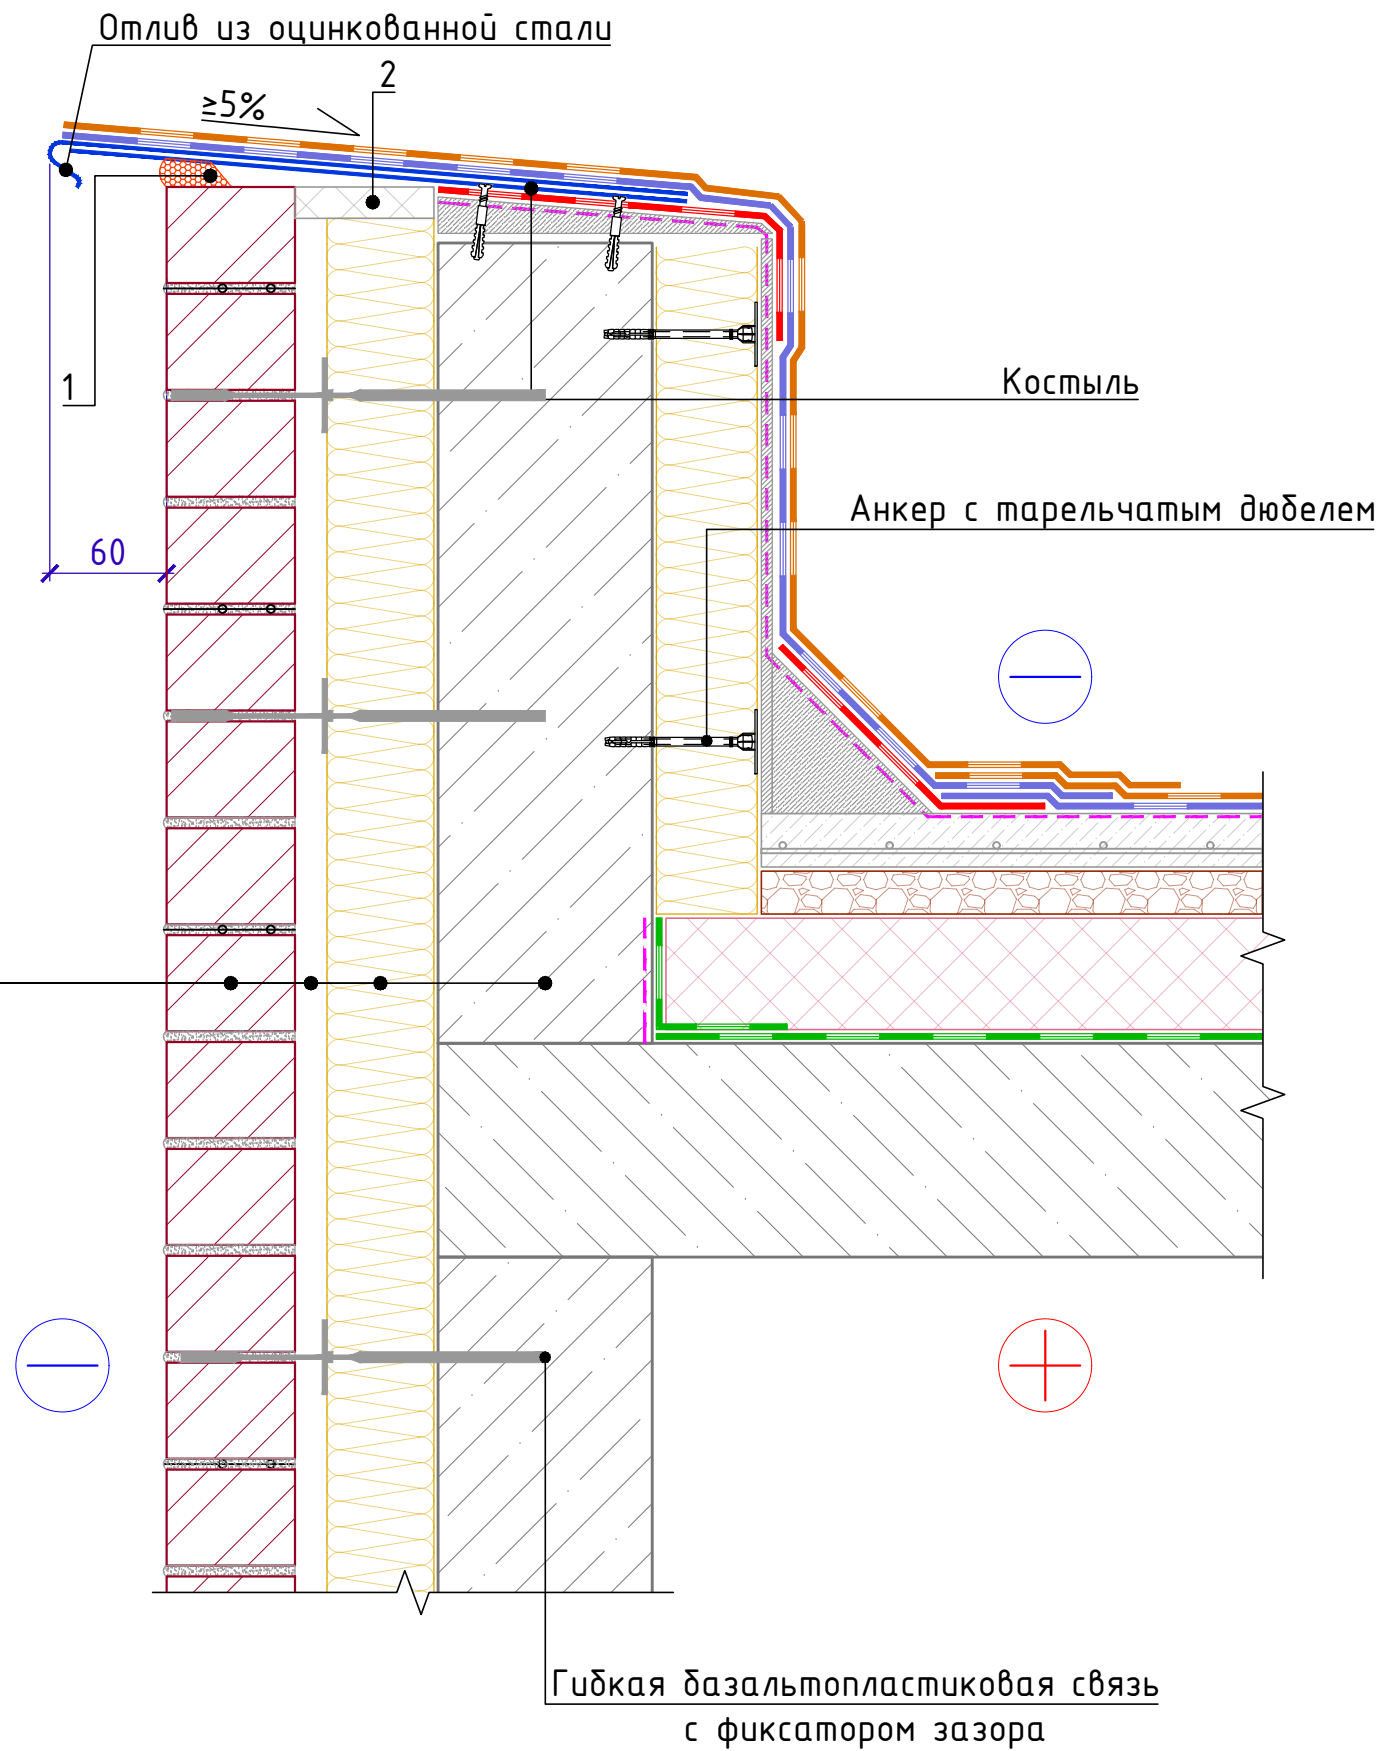 Отлив из оцинкованной стали
2
≥5%
1
Костыль
Анкер с тарельчатым дюбелем
60
Гибкая базальтопластиковая связь
с фиксатором зазора